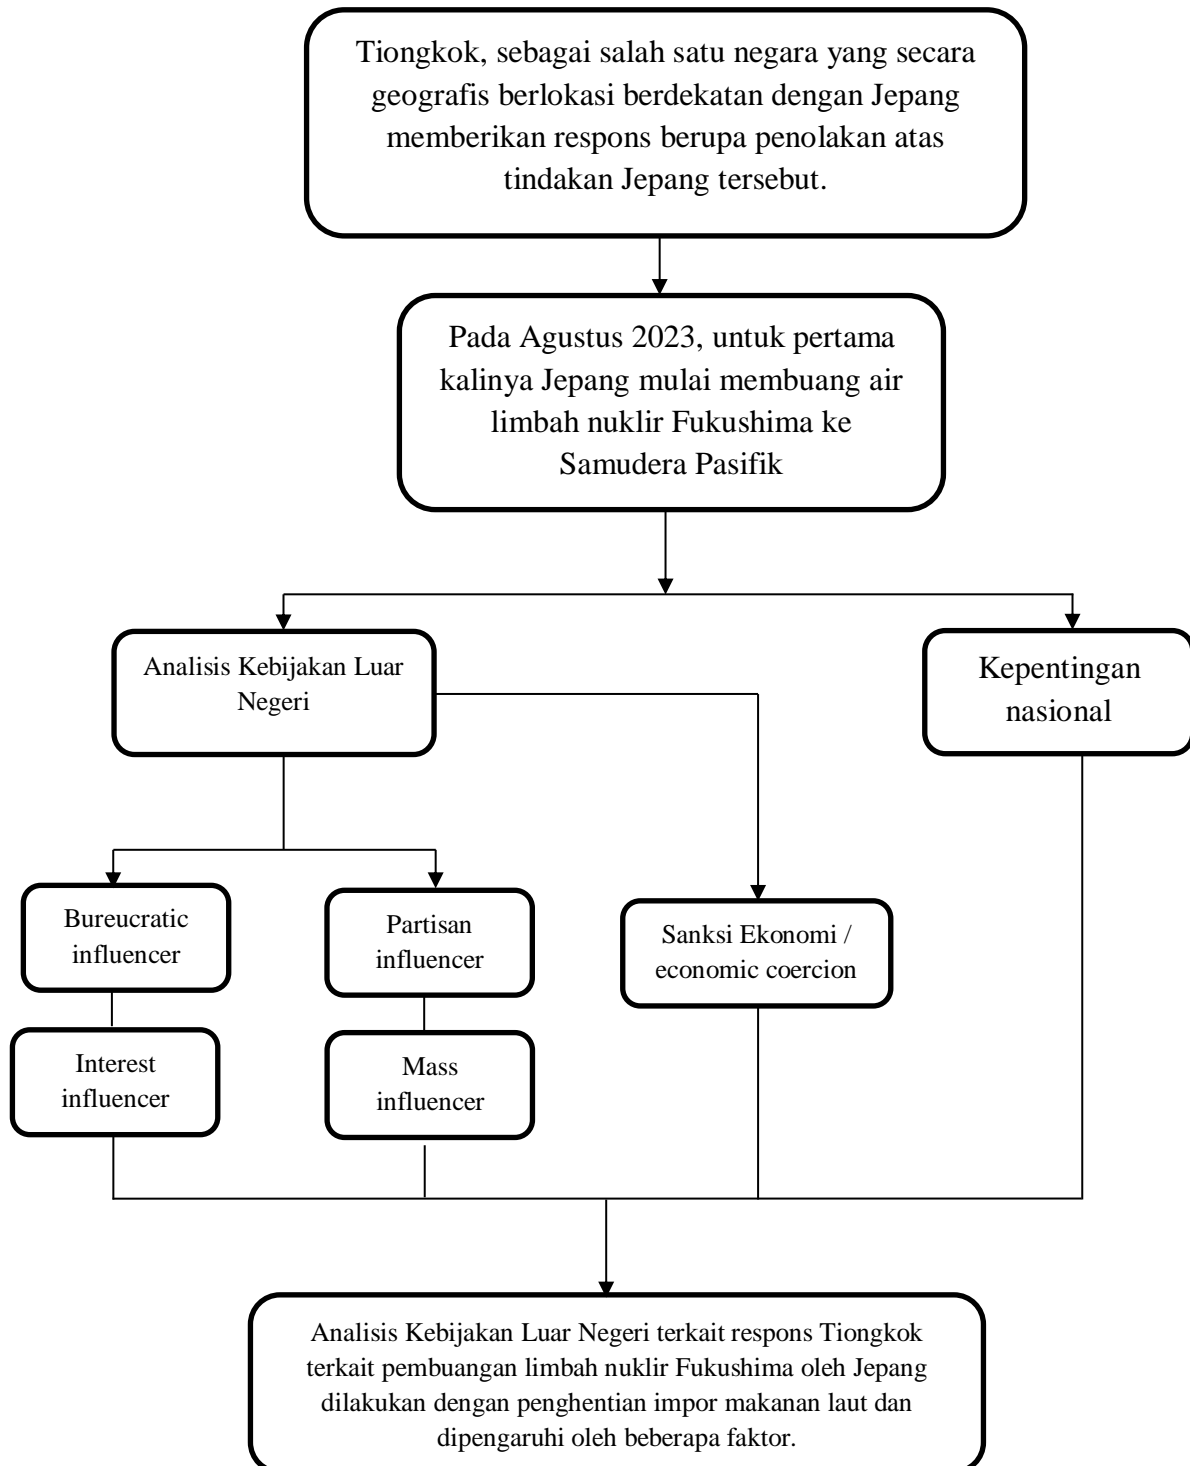 Tiongkok, sebagai salah satu negara yang secara
geografis berlokasi berdekatan dengan Jepang
memberikan respons berupa penolakan atas
tindakan Jepang tersebut.
Pada Agustus 2023, untuk pertama
kalinya Jepang mulai membuang air
limbah nuklir Fukushima ke
Samudera Pasifik
Analisis Kebijakan Luar
Negeri
Kepentingan
nasional
Bureucratic
influencer
Partisan
influencer
Sanksi Ekonomi /
economic coercion
Interest
influencer
Mass
influencer
Analisis Kebijakan Luar Negeri terkait respons Tiongkok
terkait pembuangan limbah nuklir Fukushima oleh Jepang
dilakukan dengan penghentian impor makanan laut dan
dipengaruhi oleh beberapa faktor.